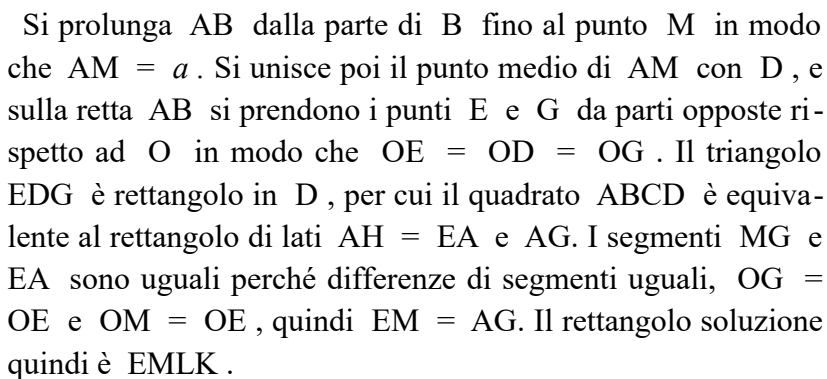 Si prolunga AB dalla parte di B fino al punto M in modo
che AM = a . Si unisce poi il punto medio di AM con D , e
sulla retta AB si prendono i punti E e G da parti opposte ri-
spetto ad O in modo che OE = OD = OG . Il triangolo
EDG è rettangolo in D , per cui il quadrato ABCD è equiva-
lente al rettangolo di lati AH = EA e AG. I segmenti MG e
EA sono uguali perché differenze di segmenti uguali, OG =
OE e OM = OE , quindi EM = AG. Il rettangolo soluzione
quindi è EMLK .